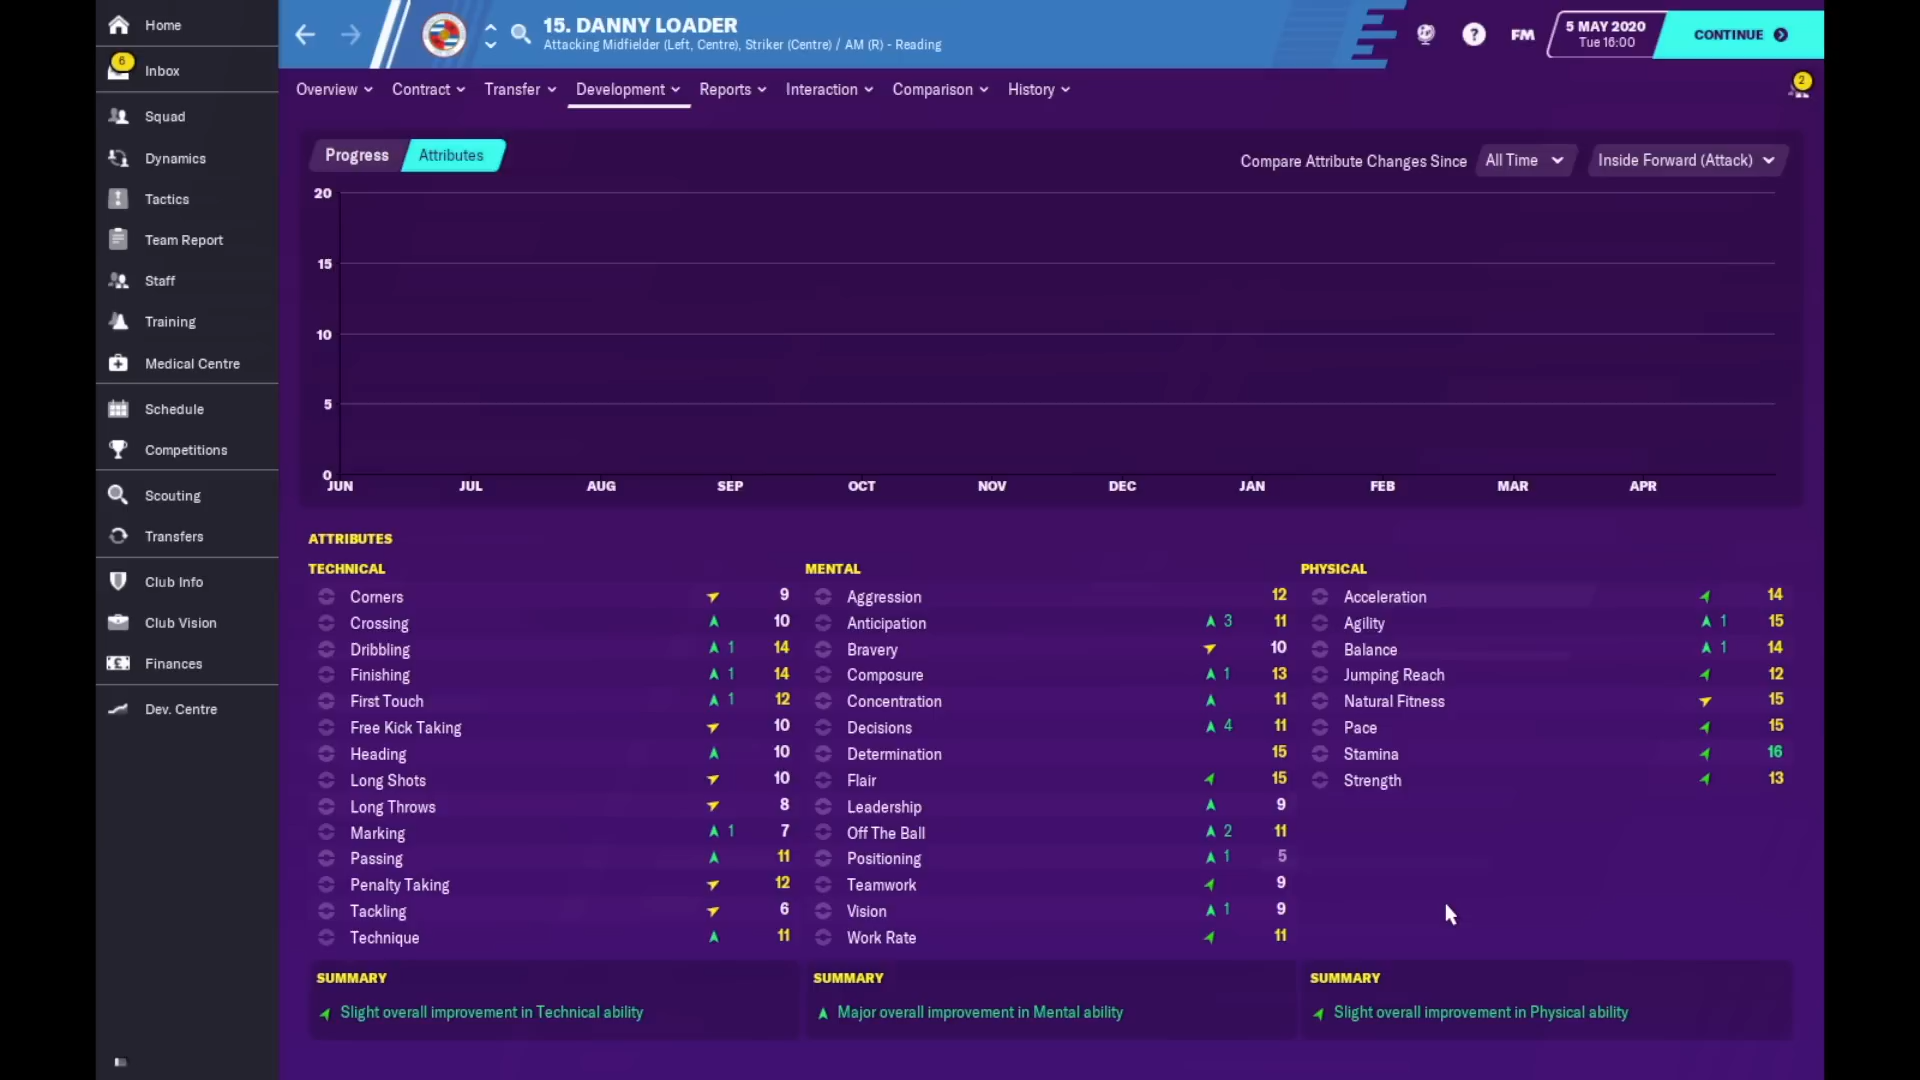 Home
6
Inbox
Squad
Dynamics
Tactics
Team Report
Staff
Training
Medical Centre
Schedule
Competitions
Scouting
Transfers
Club Info
Club Vision
Finances
Dev. Centre
15. DANNY LOADER
Attacking Midfielder (Left, Centre), Striker (Centre) / AM (R) - Reading
?
FM
5 MAY 2020
Tue 16:00
CONTINUE
Overview Contract Transfer Development Reports Interaction Comparison History
2
Progress Attributes
Compare Attribute Changes Since All Time Inside Forward (Attack)
20
15
10
5
0
JUN JUL AUG SEP OCT NOV DEC JAN FEB MAR APR
ATTRIBUTES
TECHNICAL
Corners 9
Crossing 10
Dribbling 1 14
Finishing 1 14
First Touch 1 12
Free Kick Taking 10
Heading 10
Long Shots 10
Long Throws 8
Marking 1 7
Passing 11
Penalty Taking 12
Tackling 6
Technique 11
MENTAL
Aggression 12
Anticipation 3 11
Bravery 10
Composure 1 13
Concentration 11
Decisions 4 11
Determination 15
Flair 15
Leadership 9
Off The Ball 2 11
Positioning 1 5
Teamwork 9
Vision 1 9
Work Rate 11
PHYSICAL
Acceleration 14
Agility 1 15
Balance 1 14
Jumping Reach 12
Natural Fitness 15
Pace 15
Stamina 16
Strength 13
SUMMARY
Slight overall improvement in Technical ability
SUMMARY
Major overall improvement in Mental ability
SUMMARY
Slight overall improvement in Physical ability